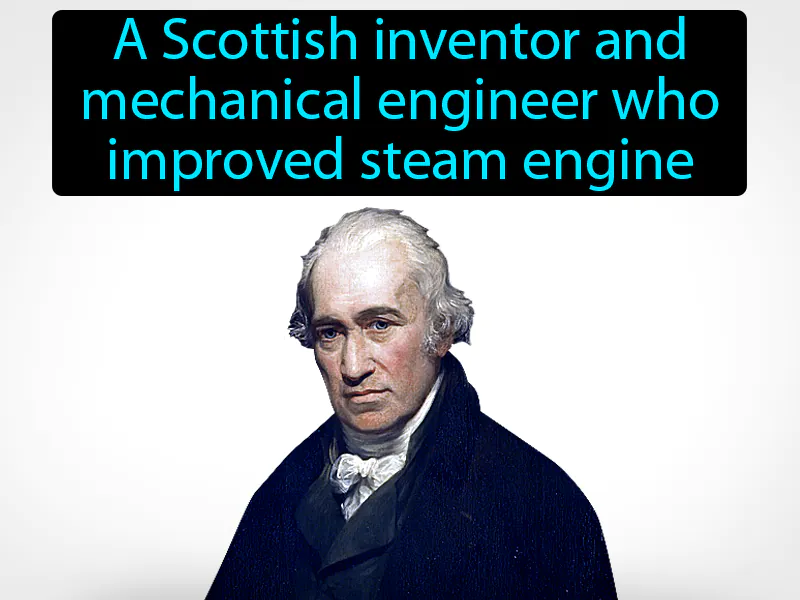 A Scottish inventor and
mechanical engineer who
improved steam engine